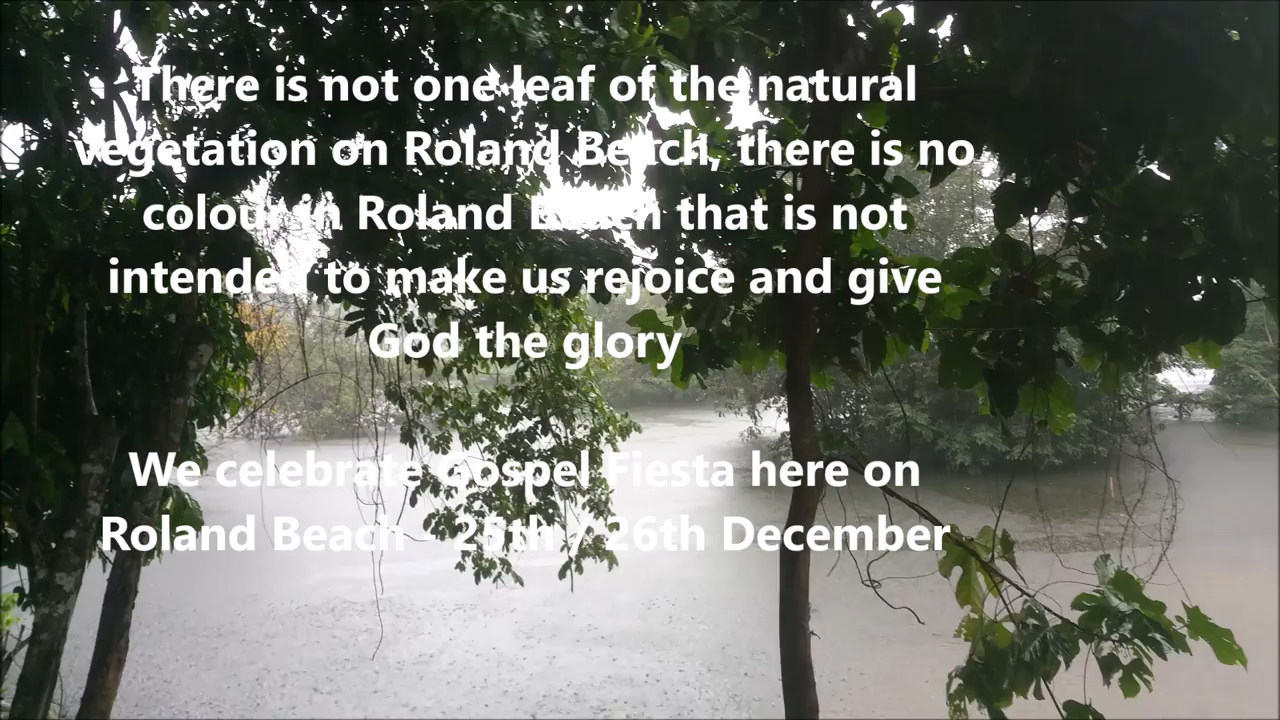 There is not one leaf of the natural
vegetation on Roland Beach, there is no
colour in Roland Beach that is not
intended to make us rejoice and give
God the glory
We celebrate Gospel Fiesta here on
Roland Beach - 25th / 26th December